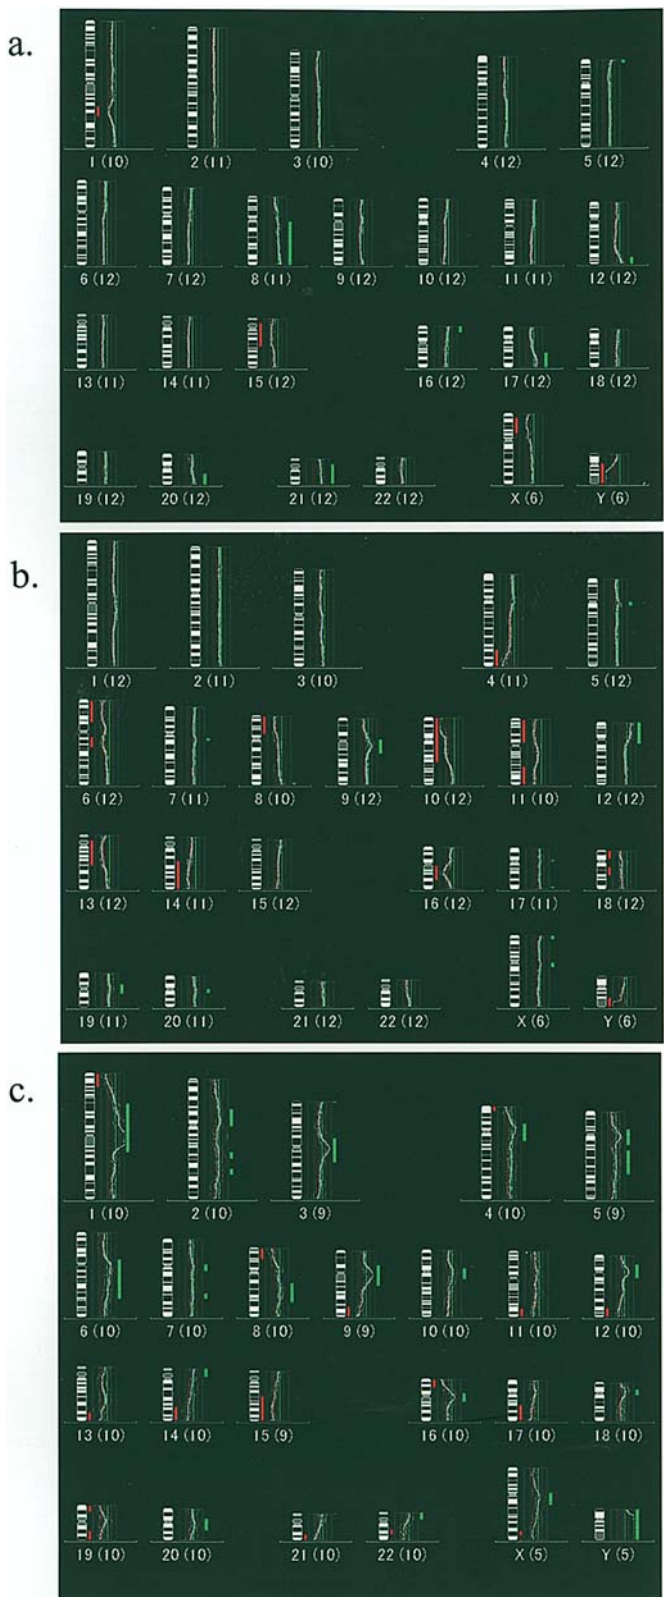 a.
1 (10) 2 (11) 3 (10) 4 (12) 5 (12)
6 (12) 7 (12) 8 (11) 9 (12) 10 (12) 11 (11) 12 (12)
13 (11) 14 (11) 15 (12) 16 (12) 17 (12) 18 (12)
19 (12) 20 (12) 21 (12) 22 (12) X (6) Y (6)
b.
1 (12) 2 (11) 3 (10) 4 (11) 5 (12)
6 (12) 7 (11) 8 (10) 9 (12) 10 (12) 11 (10) 12 (12)
13 (12) 14 (11) 15 (12) 16 (12) 17 (11) 18 (12)
19 (11) 20 (11) 21 (12) 22 (12) X (6) Y (6)
c.
1 (10) 2 (10) 3 (9) 4 (10) 5 (9)
6 (10) 7 (10) 8 (10) 9 (9) 10 (10) 11 (10) 12 (10)
13 (10) 14 (10) 15 (9) 16 (10) 17 (10) 18 (10)
19 (10) 20 (10) 21 (10) 22 (10) X (5) Y (5)